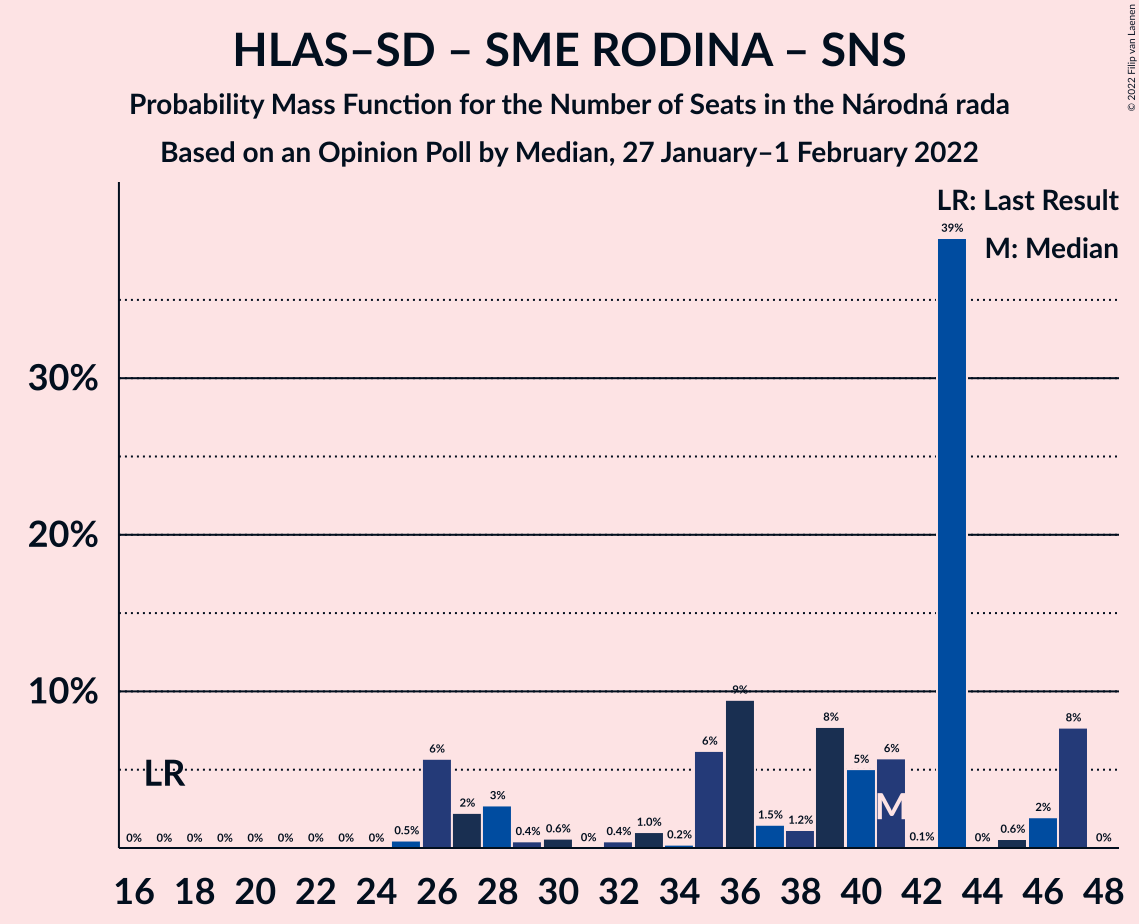 HLAS–SD – SME RODINA – SNS
Probability Mass Function for the Number of Seats in the Národná rada
Based on an Opinion Poll by Median, 27 January–1 February 2022
© 2022 Filip van Laenen
LR: Last Result
M: Median
39%
30%
20%
10%
9%
8%
8%
6%
6%
6%
5%
LR
M
0% 0% 0% 0% 0% 0% 0% 0% 0% 0.5% 2% 3% 0.4% 0.6% 0% 0.4% 1.0% 0.2% 1.5% 1.2% 0.1% 0% 0.6% 2% 0%
16 18 20 22 24 26 28 30 32 34 36 38 40 42 44 46 48